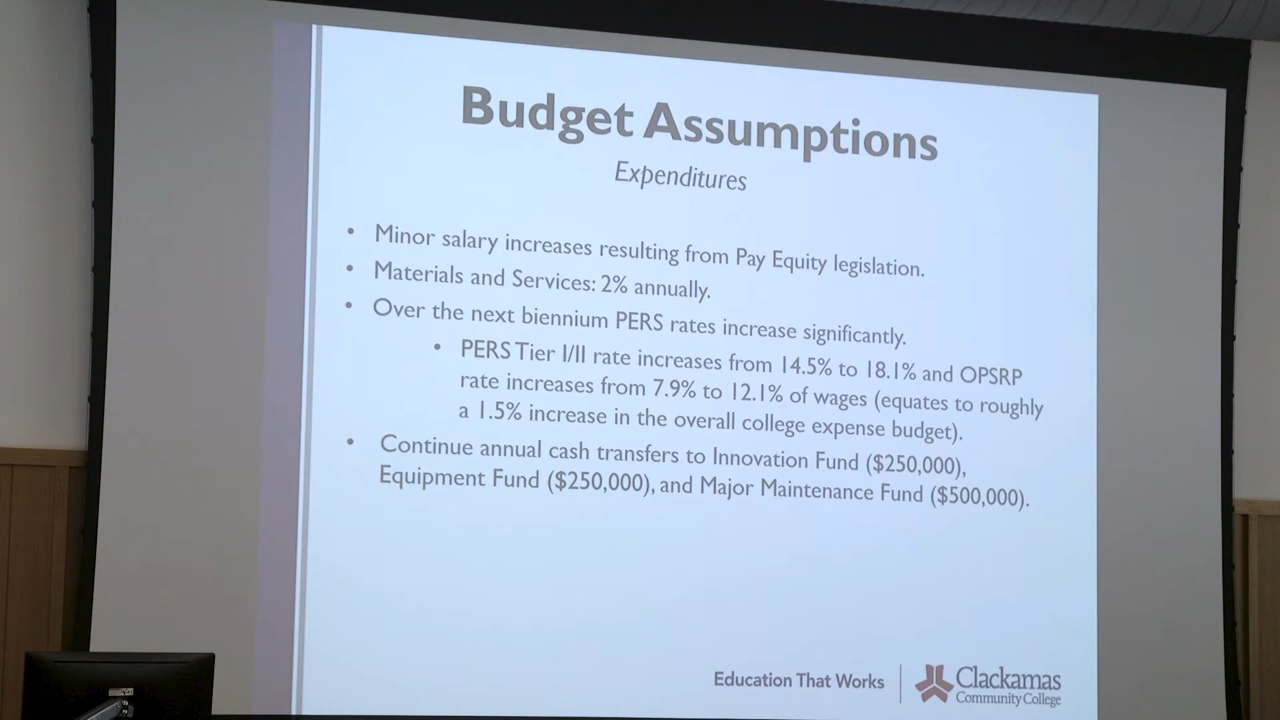 Budget Assumptions
Expenditures
• Minor salary increases resulting from Pay Equity legislation.
• Materials and Services: 2% annually.
• Over the next biennium PERS rates increase significantly.
• PERS Tier I/II rate increases from 14.5% to 18.1% and OPSRP
rate increases from 7.9% to 12.1% of wages (equates to roughly
a 1.5% increase in the overall college expense budget).
• Continue annual cash transfers to Innovation Fund ($250,000),
Equipment Fund ($250,000), and Major Maintenance Fund ($500,000).
Education That Works
Clackamas
Community College